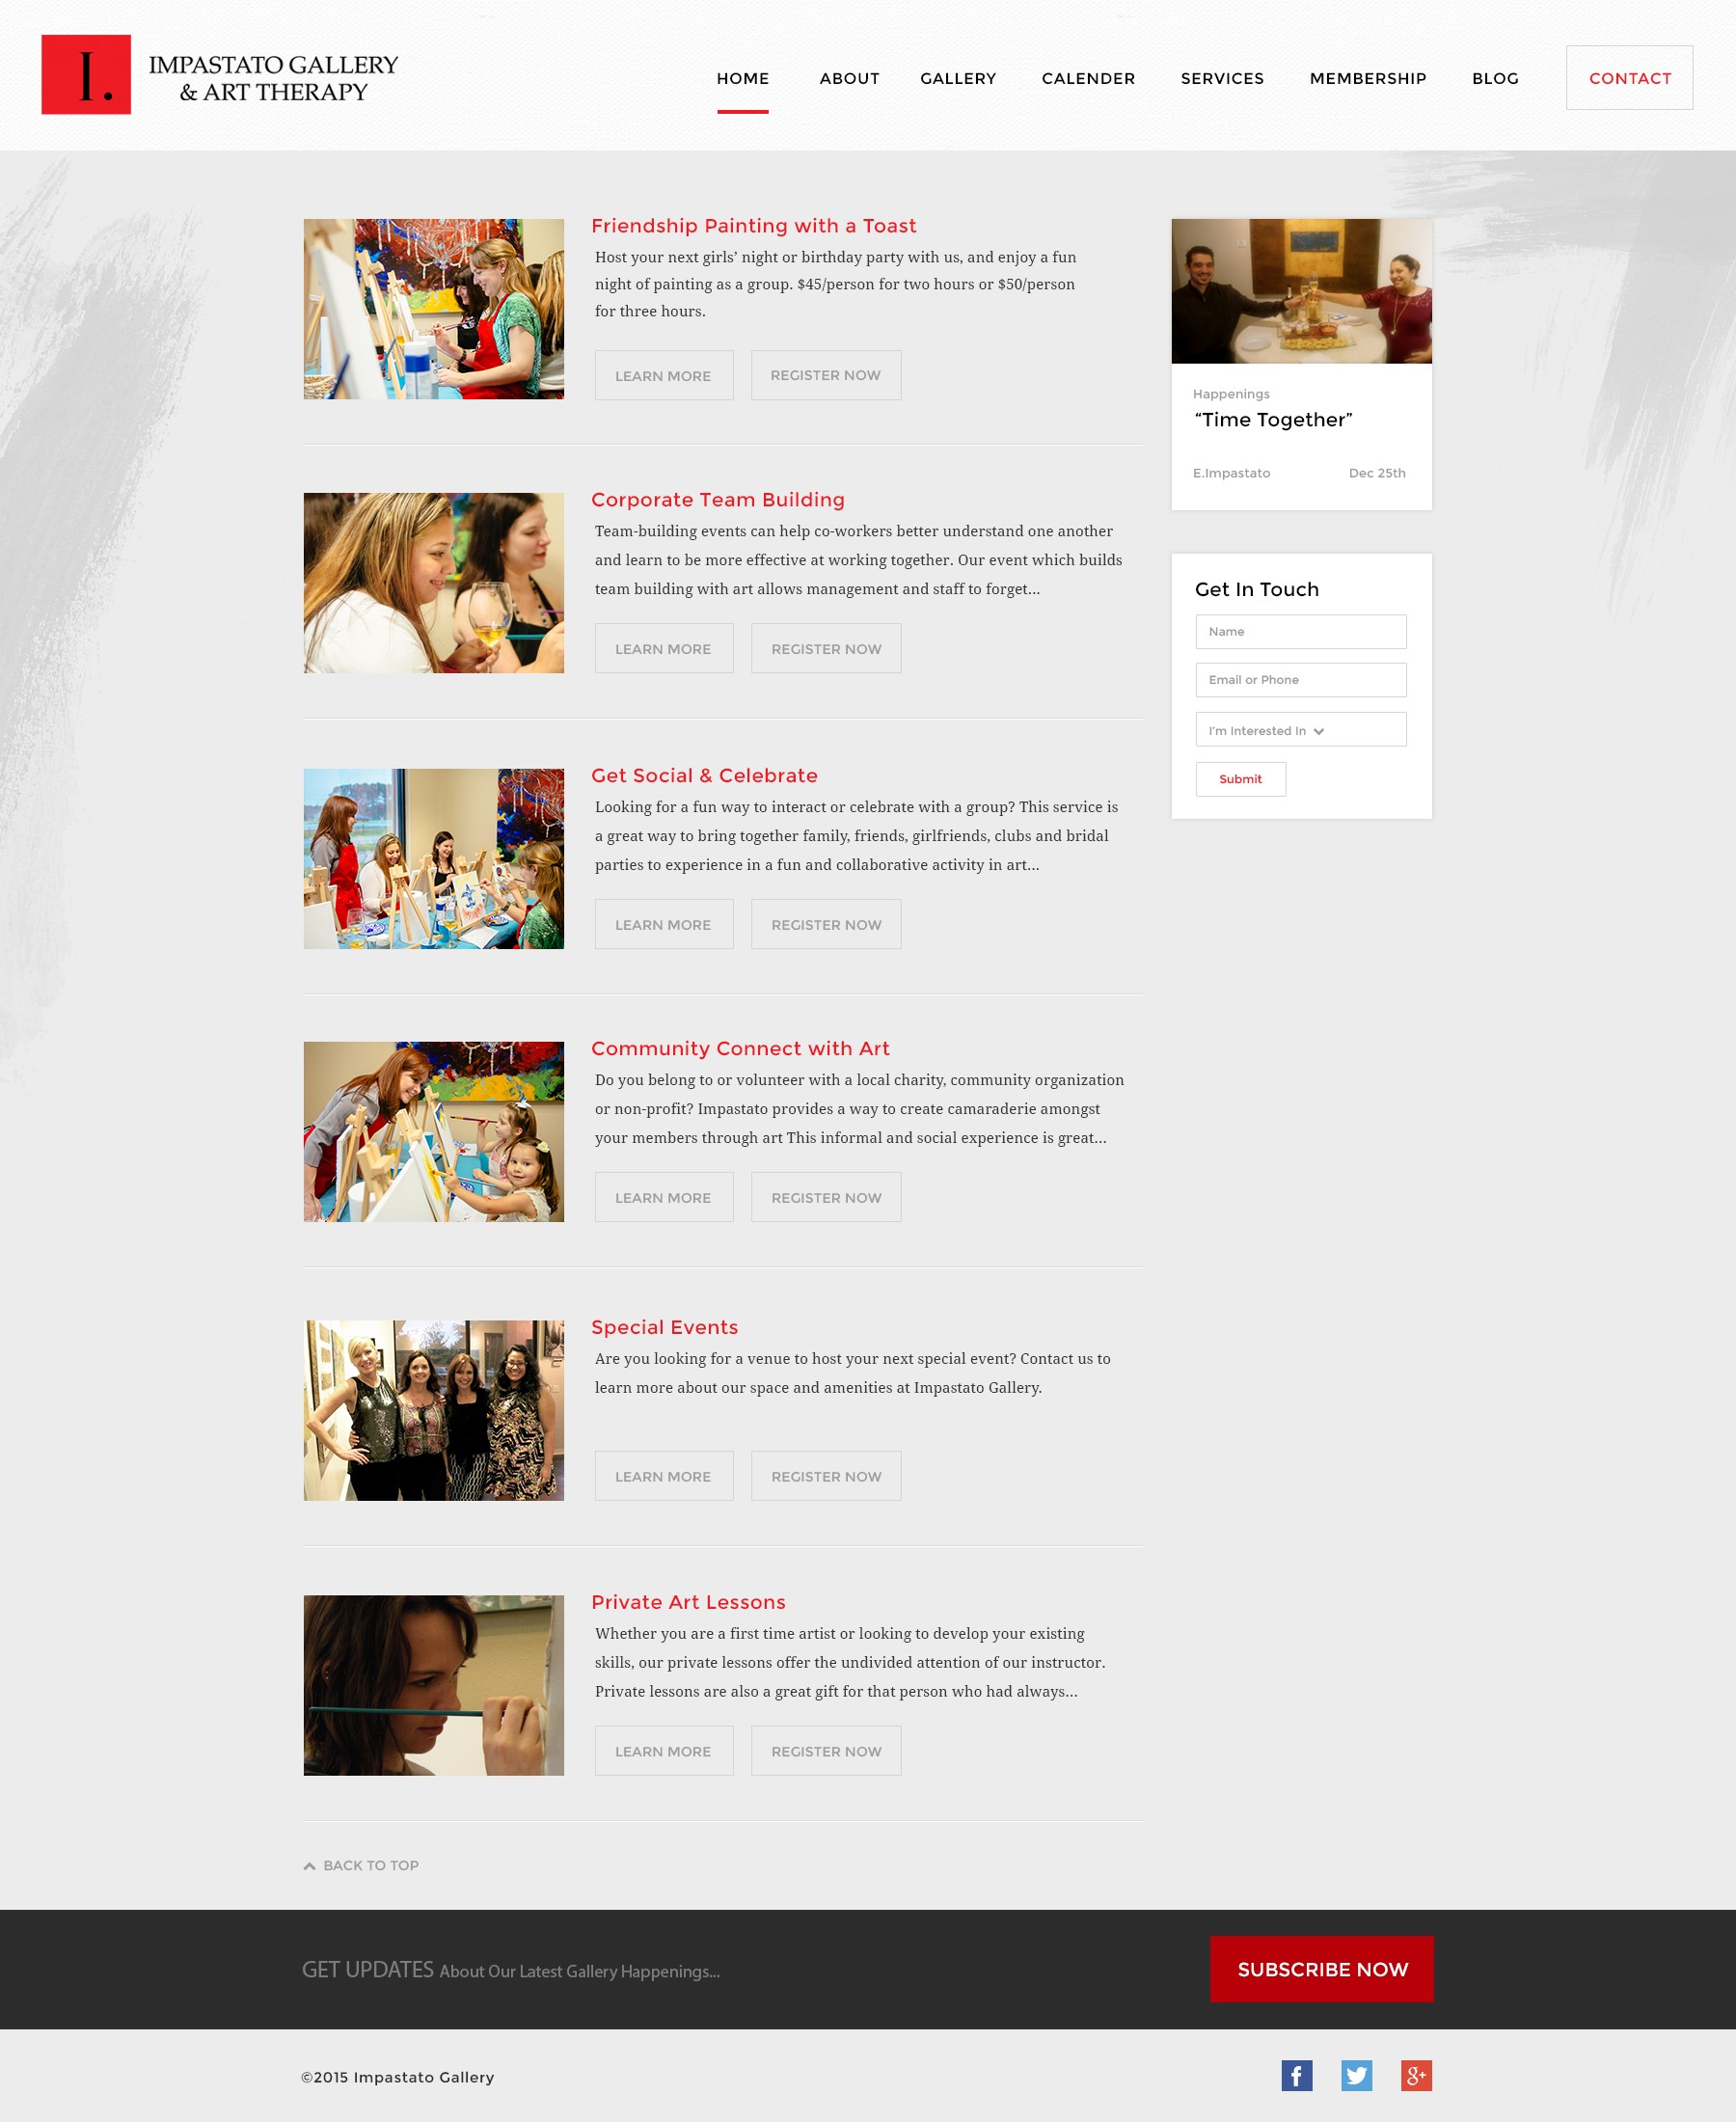 I.
IMPASTATO GALLERY
& ART THERAPY
HOME
ABOUT
GALLERY
CALENDER
SERVICES
MEMBERSHIP
BLOG
CONTACT
Friendship Painting with a Toast
Host your next girls’ night or birthday party with us, and enjoy a fun
night of painting as a group. $45/person for two hours or $50/person
for three hours.
LEARN MORE
REGISTER NOW
Corporate Team Building
Team-building events can help co-workers better understand one another
and learn to be more effective at working together. Our event which builds
team building with art allows management and staff to forget...
LEARN MORE
REGISTER NOW
Get Social & Celebrate
Looking for a fun way to interact or celebrate with a group? This service is
a great way to bring together family, friends, girlfriends, clubs and bridal
parties to experience in a fun and collaborative activity in art...
LEARN MORE
REGISTER NOW
Community Connect with Art
Do you belong to or volunteer with a local charity, community organization
or non-profit? Impastato provides a way to create camaraderie amongst
your members through art This informal and social experience is great...
LEARN MORE
REGISTER NOW
Special Events
Are you looking for a venue to host your next special event? Contact us to
learn more about our space and amenities at Impastato Gallery.
LEARN MORE
REGISTER NOW
Private Art Lessons
Whether you are a first time artist or looking to develop your existing
skills, our private lessons offer the undivided attention of our instructor.
Private lessons are also a great gift for that person who had always...
LEARN MORE
REGISTER NOW
Happenings
“Time Together”
E.Impastato
Dec 25th
Get In Touch
Name
Email or Phone
I’m Interested In
Submit
BACK TO TOP
GET UPDATES About Our Latest Gallery Happenings...
SUBSCRIBE NOW
©2015 Impastato Gallery
f
g+